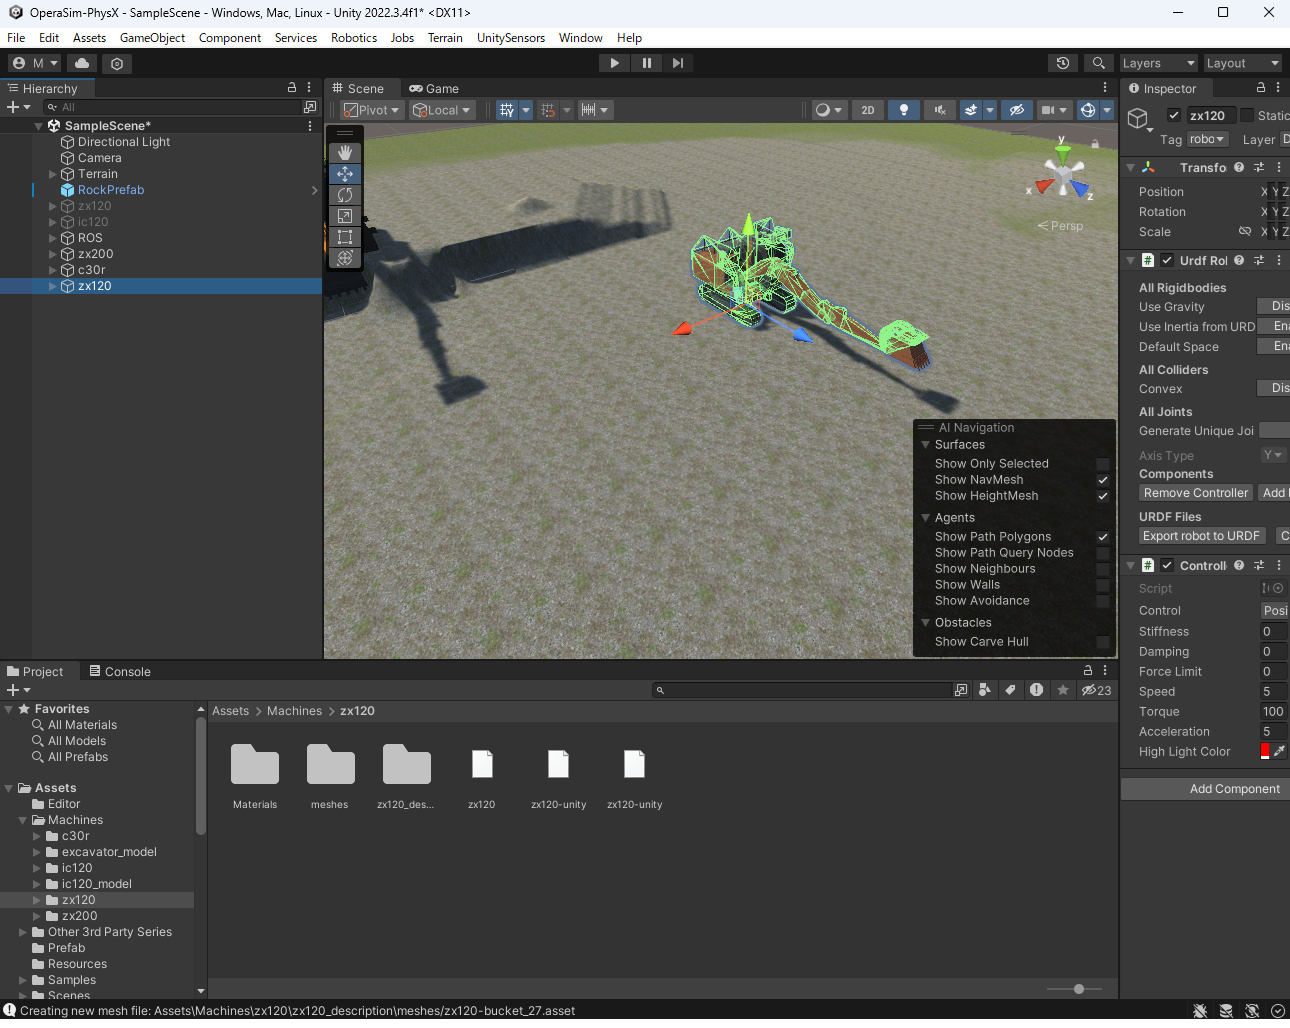 OperaSim-PhysX - SampleScene - Windows, Mac, Linux - Unity 2022.3.4f1* <DX11>
File Edit Assets GameObject Component Services Robotics Jobs Terrain UnitySensors Window Help
M
Layers Layout
Hierarchy
All
SampleScene*
Directional Light
Camera
Terrain
RockPrefab
zx120
ic120
ROS
zx200
c30r
zx120
Scene Game
Pivot Local 2D
y
x
z
Persp
AI Navigation
Surfaces
Show Only Selected
Show NavMesh
Show HeightMesh
Agents
Show Path Polygons
Show Path Query Nodes
Show Neighbours
Show Walls
Show Avoidance
Obstacles
Show Carve Hull
Inspector
zx120 Static
Tag robo Layer D
Transfo
Position X Y Z
Rotation X Y Z
Scale X Y Z
# Urdf Rol
All Rigidbodies
Use Gravity Dis
Use Inertia from URD Ena
Default Space Ena
All Colliders
Convex Dis
All Joints
Generate Unique Joi
Axis Type Y
Components
Remove Controller Add
URDF Files
Export robot to URDF C
# Controll
Script
Control Posi
Stiffness 0
Damping 0
Force Limit 0
Speed 5
Torque 100
Acceleration 5
High Light Color
Add Component
Project Console
23
Favorites
All Materials
All Models
All Prefabs
Assets
Editor
Machines
c30r
excavator_model
ic120
ic120_model
zx120
zx200
Other 3rd Party Series
Prefab
Resources
Samples
Scenes
Assets > Machines > zx120
Materials meshes zx120_des... zx120 zx120-unity zx120-unity
Creating new mesh file: Assets\Machines\zx120\zx120_description\meshes/zx120-bucket_27.asset